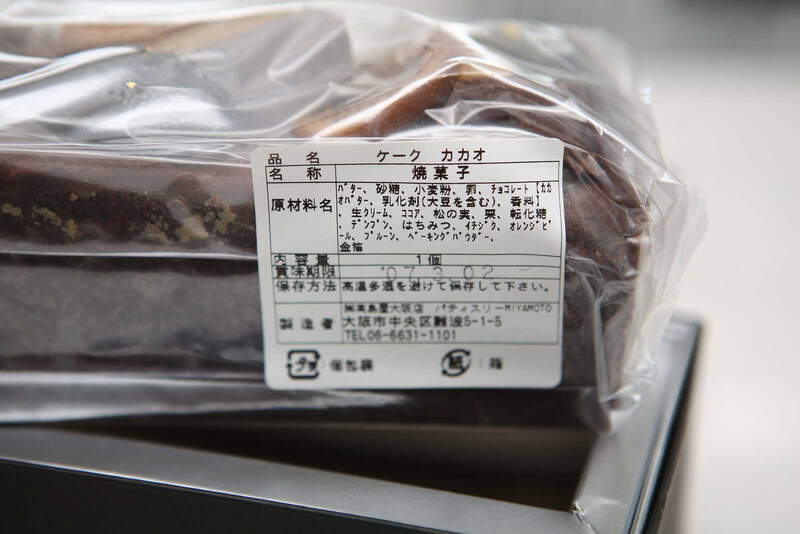 品 名 ケーク カカオ
名 称 焼菓子
原材料名 バター、砂糖、小麦粉、卵、チョコレート【カカ
オバター、乳化剤(大豆を含む)、香料】
、生クリーム、ココア、松の実、栗、転化糖
、デンプン、はちみつ、イチジク、オレンジピ
ール、プルーン、ベーキングパウダー、
金箔
内容量 1個
賞味期限 '07.3.02
保存方法 高温多湿を避けて保存して下さい。
製造者 ㈱高島屋大阪店 パティスリーMIYAMOTO
大阪市中央区難波5-1-5
TEL06-6631-1101
プラ :個包装 紙 :箱